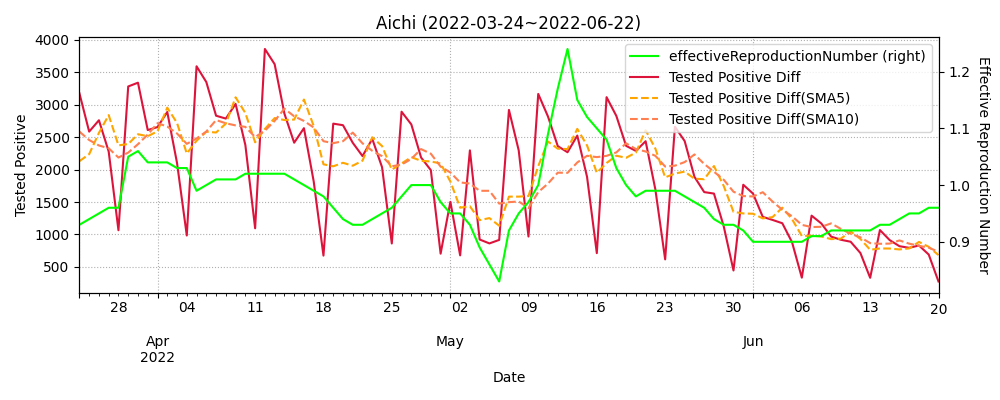 Aichi (2022-03-24~2022-06-22)
effectiveReproductionNumber (right)
Tested Positive Diff
Tested Positive Diff(SMA5)
Tested Positive Diff(SMA10)
Tested Positive
4000
3500
3000
2500
2000
1500
1000
500
1.2
1.1
1.0
0.9
Effective Reproduction Number
28 04 11 18 25 02 09 16 23 30 06 13 20
Apr May Jun
2022
Date